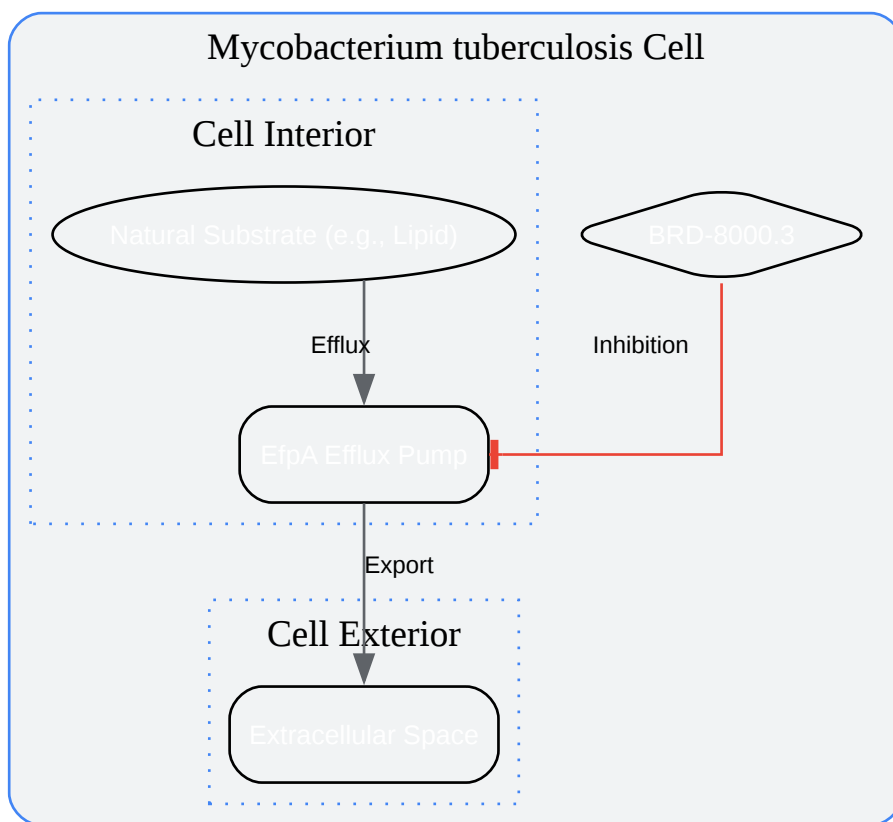 Mycobacterium tuberculosis Cell
Cell Interior
Natural Substrate (e.g., Lipid)
BRD-8000.3
Efflux
Inhibition
EfpA Efflux Pump
Export
Cell Exterior
Extracellular Space